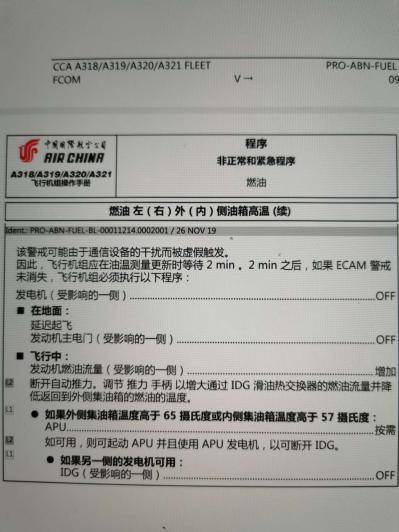 CCA A318/A319/A320/A321 FLEET
PRO-ABN-FUEL
FCOM
V →
09
中国国际航空公司
AIR CHINA
A318/A319/A320/A321
飞行机组操作手册
程序
非正常和紧急程序
燃油
燃油 左（右）外（内）侧油箱高温 (续)
Ident.: PRO-ABN-FUEL-BL-00011214.0002001 / 26 NOV 19
该警戒可能由于通信设备的干扰而被虚假触发。
因此，飞行机组应在油温测量更新时等待 2 min 。2 min 之后，如果 ECAM 警戒
未消失，飞行机组必须执行以下程序：
发电机（受影响的一侧）..........OFF
■ 在地面：
延迟起飞
发动机主电门（受影响的一侧）..........OFF
■ 飞行中：
发动机燃油流量（受影响的一侧）..........增加
L2 断开自动推力。调节 推力 手柄 以增大通过 IDG 滑油热交换器的燃油流量并降
低返回到外侧集油箱的燃油的温度。
L1 ● 如果外侧集油箱温度高于 65 摄氏度或内侧集油箱温度高于 57 摄氏度：
APU..........按需
L2 如可用，则可起动 APU 并且使用 APU 发电机，以可断开 IDG。
L1 ● 如果另一侧的发电机可用：
IDG（受影响的一侧）..........OFF